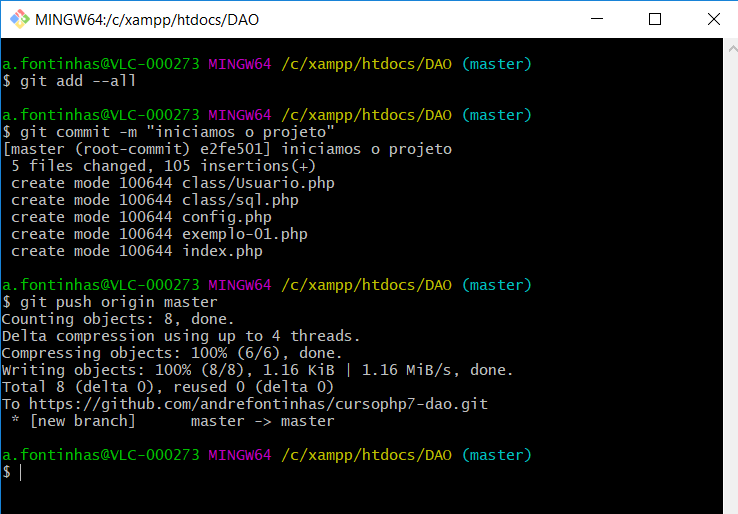 MINGW64:/c/xampp/htdocs/DAO
a.fontinhas@VLC-000273 MINGW64 /c/xampp/htdocs/DAO (master)
$ git add --all
a.fontinhas@VLC-000273 MINGW64 /c/xampp/htdocs/DAO (master)
$ git commit -m "iniciamos o projeto"
[master (root-commit) e2fe501] iniciamos o projeto
 5 files changed, 105 insertions(+)
 create mode 100644 class/Usuario.php
 create mode 100644 class/sql.php
 create mode 100644 config.php
 create mode 100644 exemplo-01.php
 create mode 100644 index.php
a.fontinhas@VLC-000273 MINGW64 /c/xampp/htdocs/DAO (master)
$ git push origin master
Counting objects: 8, done.
Delta compression using up to 4 threads.
Compressing objects: 100% (6/6), done.
Writing objects: 100% (8/8), 1.16 KiB | 1.16 MiB/s, done.
Total 8 (delta 0), reused 0 (delta 0)
To https://github.com/andrefontinhas/cursophp7-dao.git
 * [new branch]      master -> master
a.fontinhas@VLC-000273 MINGW64 /c/xampp/htdocs/DAO (master)
$